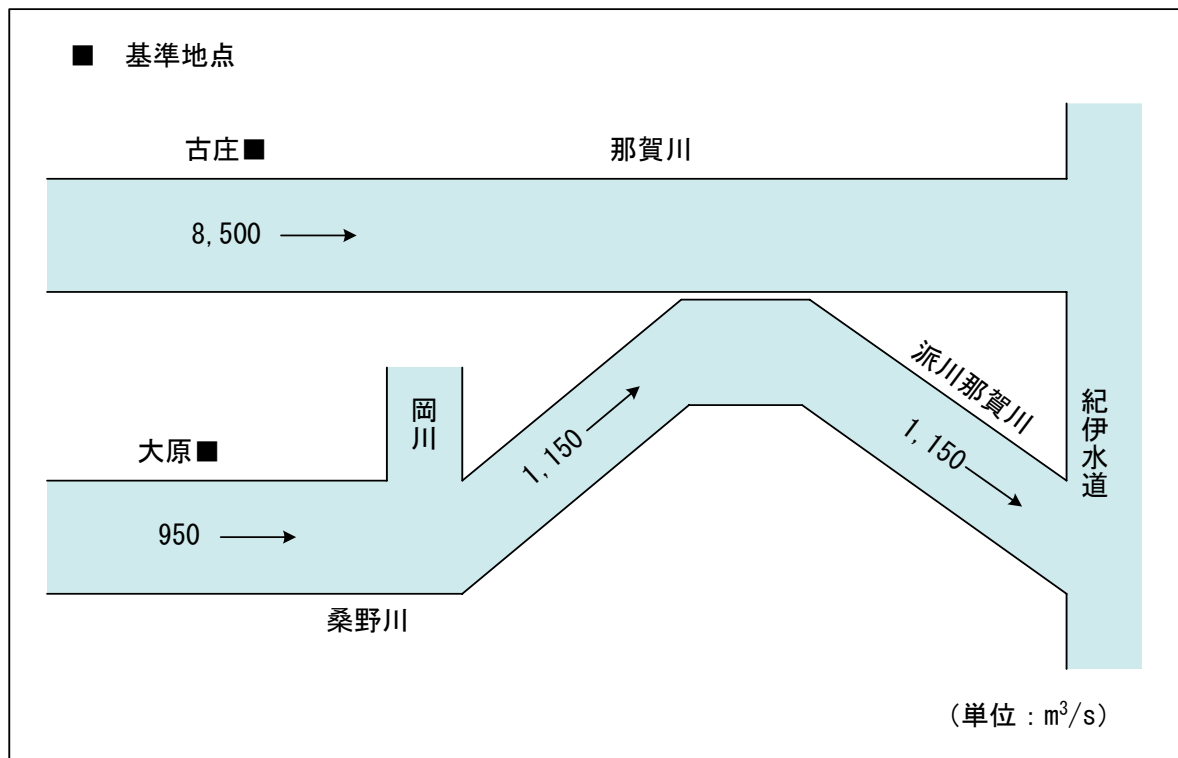 ■ 基準地点
古庄■
那賀川
8,500
岡川
派川那賀川
大原■
1,150
1,150
紀伊水道
950
桑野川
(単位：m³/s)